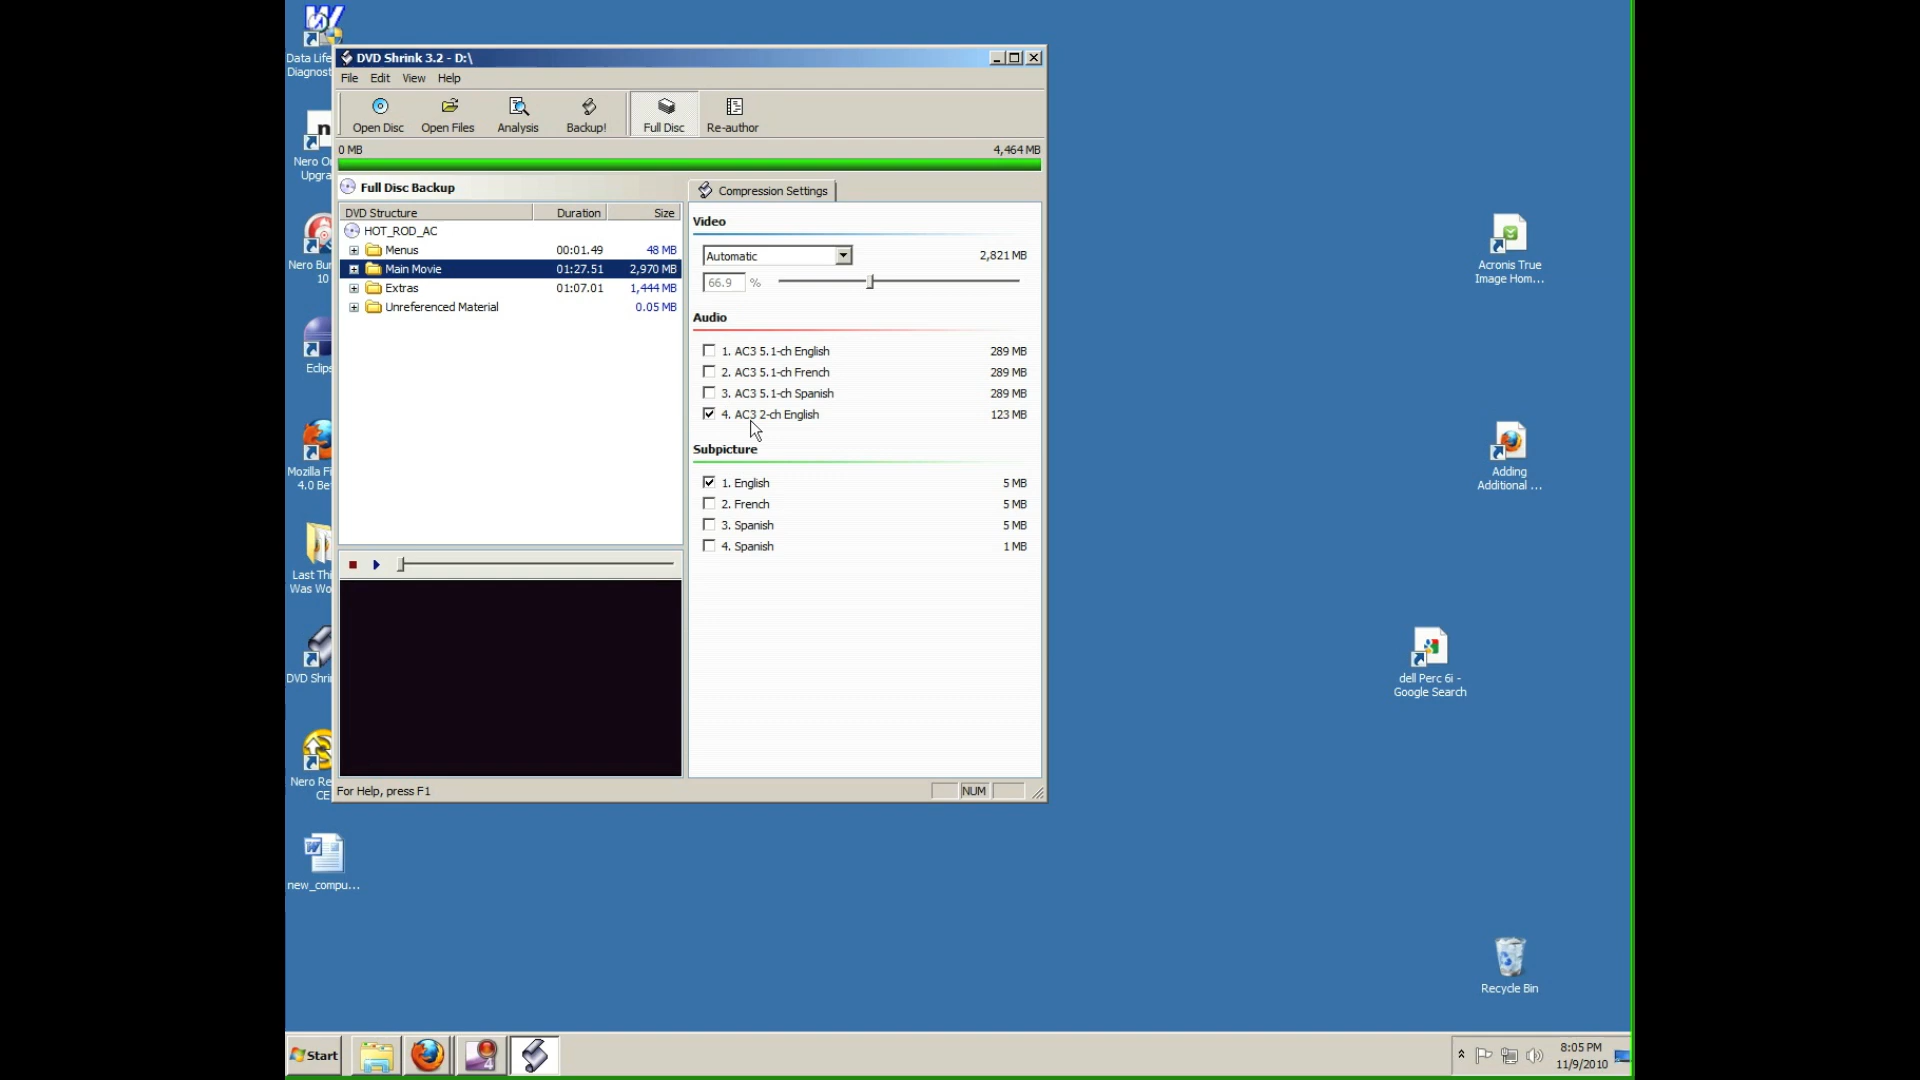 Data Life
Diagnost
Nero On
Upgra
Nero Bur
10
Eclips
Mozilla Fi
4.0 Be
Last Thi
Was Wo
DVD Shri
Nero Re
CE
new_compu...
DVD Shrink 3.2 - D:\
File Edit View Help
Open Disc Open Files Analysis Backup! Full Disc Re-author
0 MB 4,464 MB
Full Disc Backup
DVD Structure Duration Size
HOT_ROD_AC
Menus 00:01.49 48 MB
Main Movie 01:27.51 2,970 MB
Extras 01:07.01 1,444 MB
Unreferenced Material 0.05 MB
Compression Settings
Video
Automatic 2,821 MB
66.9 %
Audio
1. AC3 5.1-ch English 289 MB
2. AC3 5.1-ch French 289 MB
3. AC3 5.1-ch Spanish 289 MB
4. AC3 2-ch English 123 MB
Subpicture
1. English 5 MB
2. French 5 MB
3. Spanish 5 MB
4. Spanish 1 MB
For Help, press F1 NUM
Acronis True
Image Hom...
Adding
Additional ...
dell Perc 6i -
Google Search
Recycle Bin
Start
8:05 PM
11/9/2010